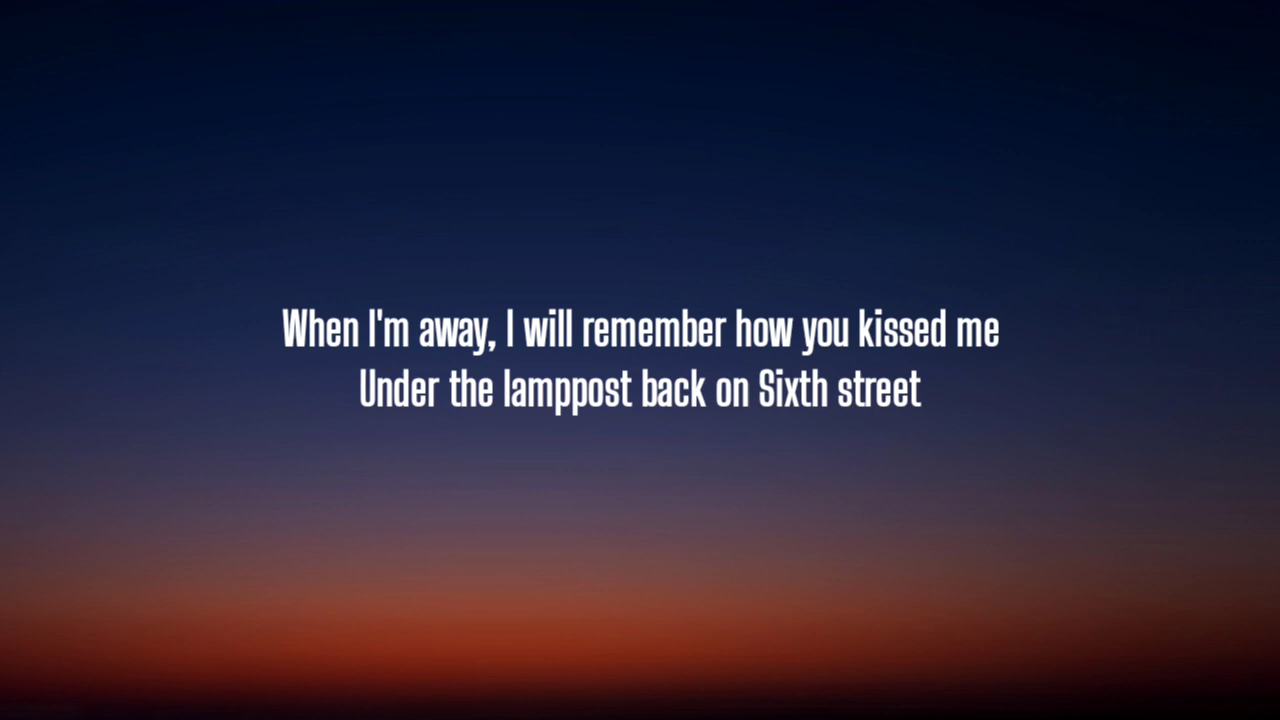 When I'm away, I will remember how you kissed me
Under the lamppost back on Sixth street